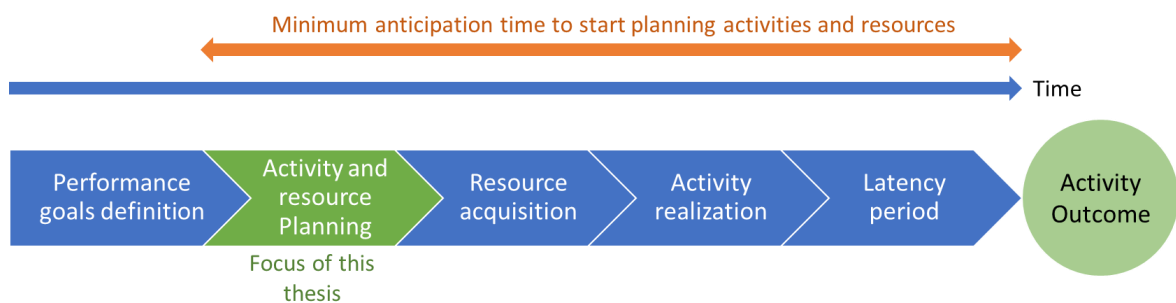 Minimum anticipation time to start planning activities and resources
Time
Performance
goals definition
Activity and
resource
Planning
Resource
acquisition
Activity
realization
Latency
period
Activity
Outcome
Focus of this
thesis